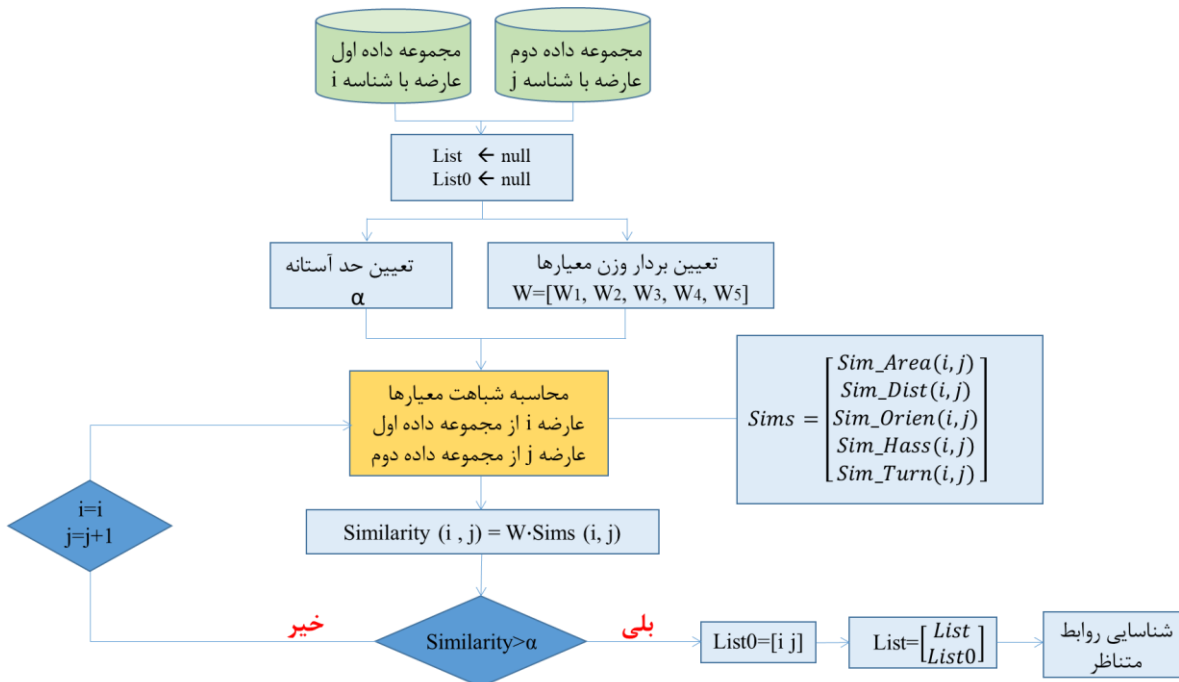 مجموعه داده اول
عارضه با شناسه i
مجموعه داده دوم
عارضه با شناسه j
List ← null
List0 ← null
تعیین حد آستانه
α
تعیین بردار وزن معیارها
W=[W1, W2, W3, W4, W5]
محاسبه شباهت معیارها
عارضه i از مجموعه داده اول
عارضه j از مجموعه داده دوم
Sims = [Sim_Area(i,j)
Sim_Dist(i,j)
Sim_Orien(i,j)
Sim_Hass(i,j)
Sim_Turn(i,j)]
i=i
j=j+1
Similarity (i , j) = W·Sims (i, j)
خیر
Similarity>α
بلی
List0=[i j]
List=[List
List0]
شناسایی روابط
متناظر